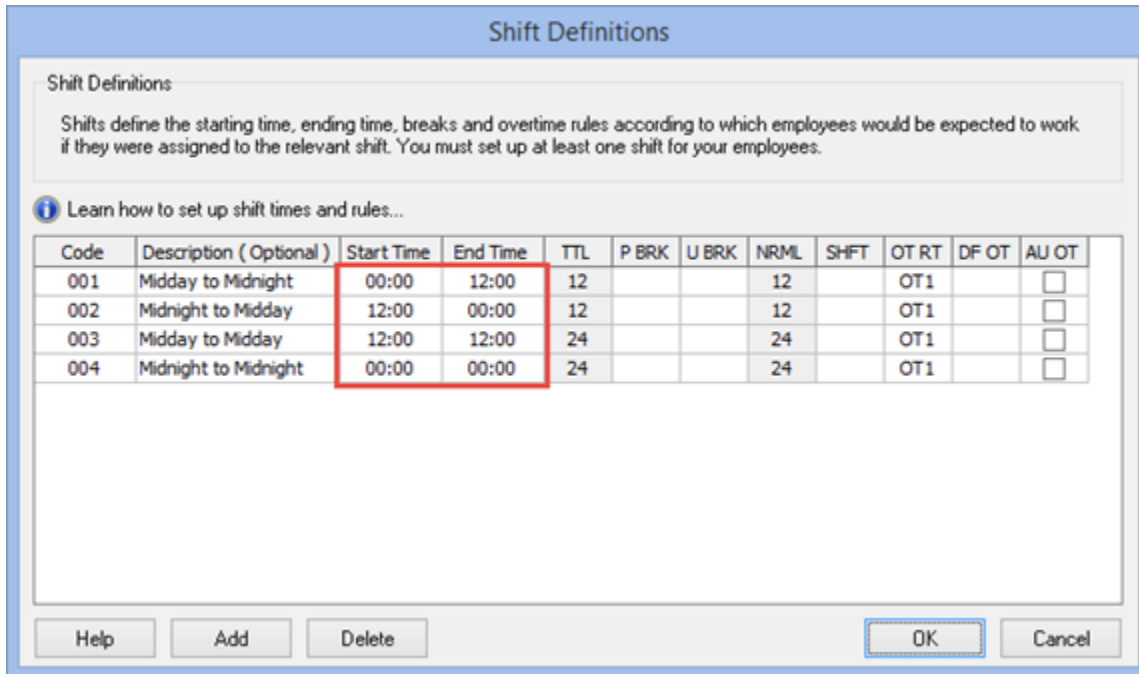 Shift Definitions
Shift Definitions
Shifts define the starting time, ending time, breaks and overtime rules according to which employees would be expected to work
if they were assigned to the relevant shift. You must set up at least one shift for your employees.
Learn how to set up shift times and rules...
Code Description ( Optional ) Start Time End Time TTL P BRK U BRK NRML SHFT OT RT DF OT AU OT
001 Midday to Midnight 00:00 12:00 12 12 OT1
002 Midnight to Midday 12:00 00:00 12 12 OT1
003 Midday to Midday 12:00 12:00 24 24 OT1
004 Midnight to Midnight 00:00 00:00 24 24 OT1
Help Add Delete OK Cancel